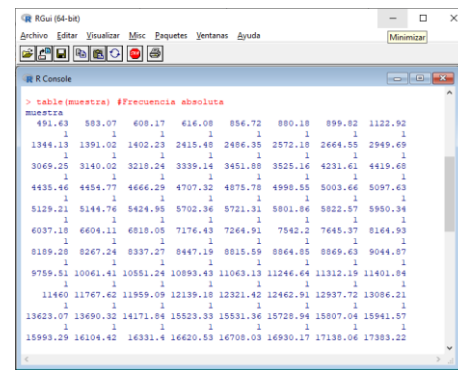 RGui (64-bit)
Archivo Editar Visualizar Misc Paquetes Ventanas Ayuda
Minimizar
STOP
R Console
> table(muestra) #Frecuencia absoluta
muestra
491.63 583.07 608.17 616.08 856.72 880.18 899.82 1122.92
1 1 1 1 1 1 1 1
1344.13 1391.02 1402.23 2415.48 2486.35 2572.18 2664.55 2949.69
1 1 1 1 1 1 1 1
3069.25 3140.02 3218.24 3339.14 3451.88 3525.16 4231.61 4419.68
1 1 1 1 1 1 1 1
4435.46 4454.77 4666.29 4707.32 4875.78 4998.55 5003.66 5097.63
1 1 1 1 1 1 1 1
5129.21 5144.76 5424.95 5702.36 5721.31 5801.86 5822.57 5950.34
1 1 1 1 1 1 1 1
6037.18 6604.11 6818.05 7176.43 7264.91 7542.2 7645.37 8164.93
1 1 1 1 1 1 1 1
8189.28 8267.24 8337.27 8447.19 8815.59 8864.85 8869.63 9044.87
1 1 1 1 1 1 1 1
9759.51 10061.41 10551.24 10893.43 11063.13 11246.64 11312.19 11401.84
1 1 1 1 1 1 1 1
11460 11767.62 11959.09 12139.18 12321.42 12462.91 12937.72 13086.21
1 1 1 1 1 1 1 1
13623.07 13690.32 14171.84 15523.33 15531.36 15728.94 15807.04 15941.57
1 1 1 1 1 1 1 1
15993.29 16104.42 16331.4 16620.53 16708.03 16930.17 17138.06 17383.22